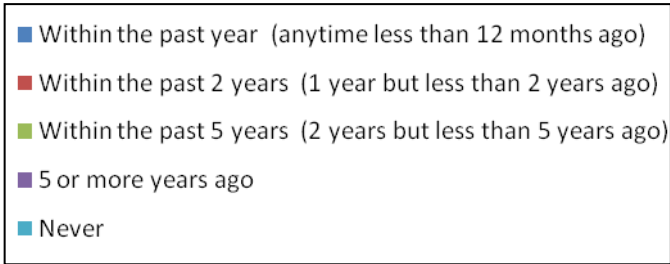 Within the past year (anytime less than 12 months ago)
Within the past 2 years (1 year but less than 2 years ago)
Within the past 5 years (2 years but less than 5 years ago)
5 or more years ago
Never